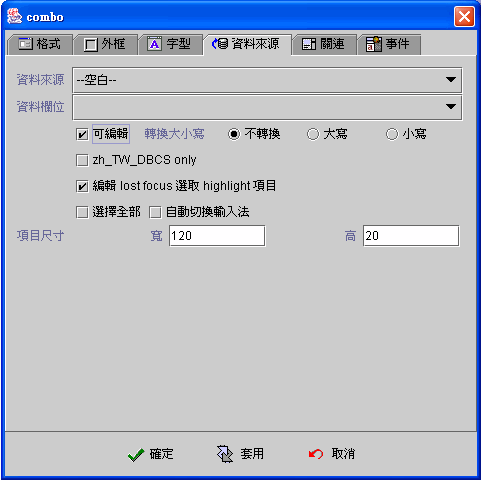 combo
格式 外框 字型 資料來源 關連 事件
資料來源 --空白--
資料欄位
可編輯 轉換大小寫 不轉換 大寫 小寫
zh_TW_DBCS only
編輯 lost focus 選取 highlight 項目
選擇全部 自動切換輸入法
項目尺寸 寬 120 高 20
確定 套用 取消